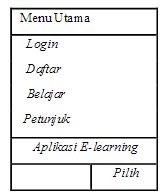 Menu Utama
Login
Daftar
Belajar
Petunjuk
Aplikasi E-learning
Pilih